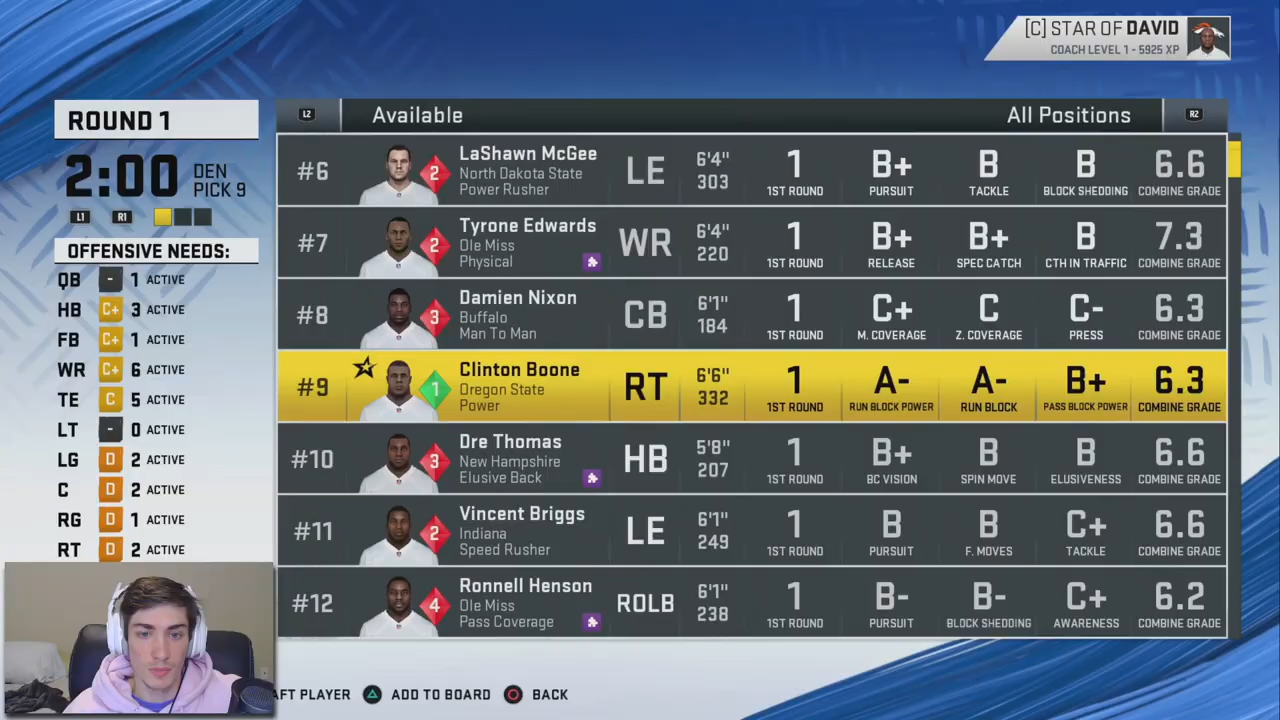 [C] STAR OF DAVID
COACH LEVEL 1 - 5925 XP
ROUND 1
2:00 DEN PICK 9
L1 R1
OFFENSIVE NEEDS:
QB - 1 ACTIVE
HB C+ 3 ACTIVE
FB C+ 1 ACTIVE
WR C+ 6 ACTIVE
TE C 5 ACTIVE
LT - 0 ACTIVE
LG D 2 ACTIVE
C D 2 ACTIVE
RG D 1 ACTIVE
RT D 2 ACTIVE
L2 Available All Positions R2
#6 2 LaShawn McGee LE 6'4" 1 B+ B B 6.6
North Dakota State 303 1ST ROUND PURSUIT TACKLE BLOCK SHEDDING COMBINE GRADE
Power Rusher
#7 2 Tyrone Edwards WR 6'4" 1 B+ B+ B 7.3
Ole Miss 220 1ST ROUND RELEASE SPEC CATCH CTH IN TRAFFIC COMBINE GRADE
Physical
#8 3 Damien Nixon CB 6'1" 1 C+ C C- 6.3
Buffalo 184 1ST ROUND M. COVERAGE Z. COVERAGE PRESS COMBINE GRADE
Man To Man
#9 1 Clinton Boone RT 6'6" 1 A- A- B+ 6.3
Oregon State 332 1ST ROUND RUN BLOCK POWER RUN BLOCK PASS BLOCK POWER COMBINE GRADE
Power
#10 3 Dre Thomas HB 5'8" 1 B+ B B 6.6
New Hampshire 207 1ST ROUND BC VISION SPIN MOVE ELUSIVENESS COMBINE GRADE
Elusive Back
#11 2 Vincent Briggs LE 6'1" 1 B B C+ 6.6
Indiana 249 1ST ROUND PURSUIT F. MOVES TACKLE COMBINE GRADE
Speed Rusher
#12 4 Ronnell Henson ROLB 6'1" 1 B- B- C+ 6.2
Ole Miss 238 1ST ROUND PURSUIT BLOCK SHEDDING AWARENESS COMBINE GRADE
Pass Coverage
AFT PLAYER ADD TO BOARD BACK